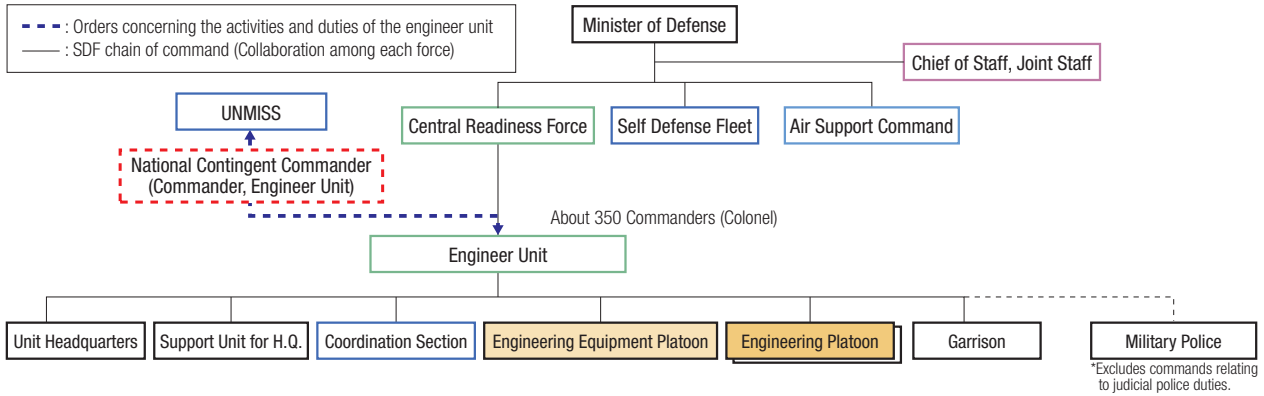 : Orders concerning the activities and duties of the engineer unit
: SDF chain of command (Collaboration among each force)
Minister of Defense
Chief of Staff, Joint Staff
UNMISS
Central Readiness Force
Self Defense Fleet
Air Support Command
National Contingent Commander
(Commander, Engineer Unit)
About 350 Commanders (Colonel)
Engineer Unit
Unit Headquarters
Support Unit for H.Q.
Coordination Section
Engineering Equipment Platoon
Engineering Platoon
Garrison
Military Police
*Excludes commands relating
to judicial police duties.